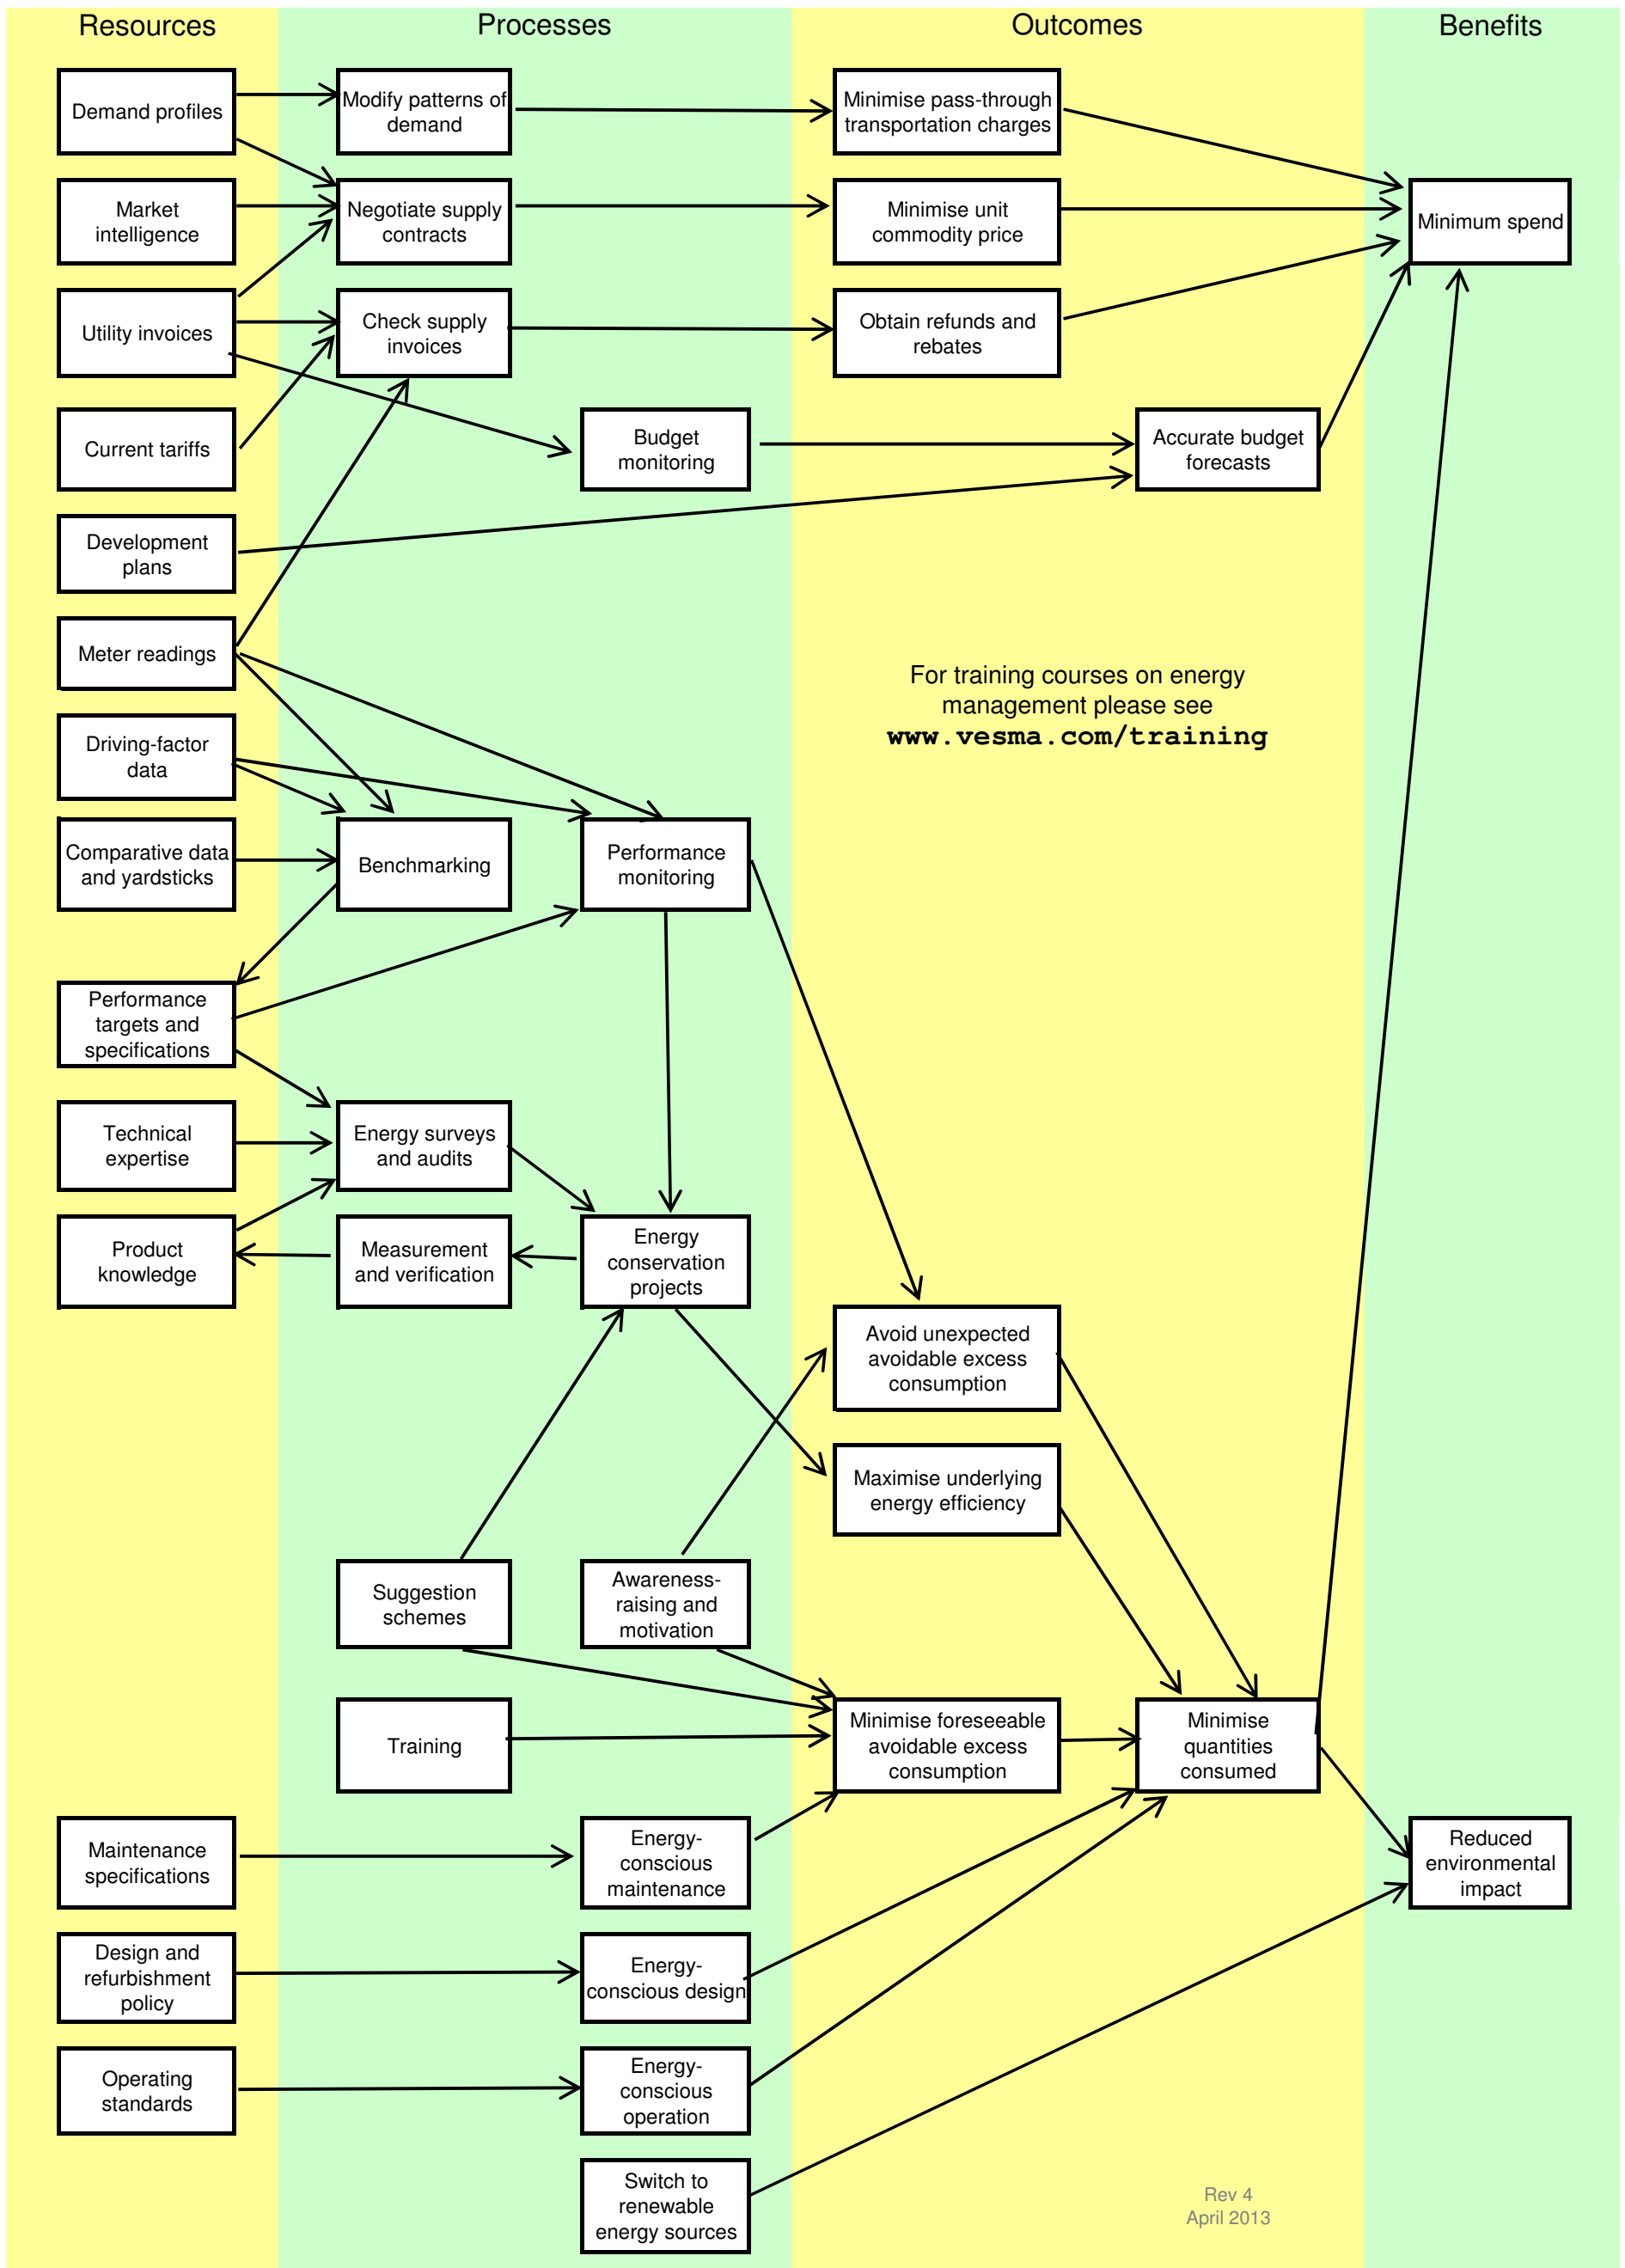 Resources
Processes
Outcomes
Benefits
Demand profiles
Modify patterns of
demand
Minimise pass-through
transportation charges
Market
intelligence
Negotiate supply
contracts
Minimise unit
commodity price
Minimum spend
Utility invoices
Check supply
invoices
Obtain refunds and
rebates
Current tariffs
Budget
monitoring
Accurate budget
forecasts
Development
plans
Meter readings
For training courses on energy
management please see
www.vesma.com/training
Driving-factor
data
Comparative data
and yardsticks
Benchmarking
Performance
monitoring
Performance
targets and
specifications
Technical
expertise
Energy surveys
and audits
Product
knowledge
Measurement
and verification
Energy
conservation
projects
Avoid unexpected
avoidable excess
consumption
Maximise underlying
energy efficiency
Suggestion
schemes
Awareness-
raising and
motivation
Training
Minimise foreseeable
avoidable excess
consumption
Minimise
quantities
consumed
Maintenance
specifications
Energy-
conscious
maintenance
Reduced
environmental
impact
Design and
refurbishment
policy
Energy-
conscious design
Operating
standards
Energy-
conscious
operation
Switch to
renewable
energy sources
Rev 4
April 2013